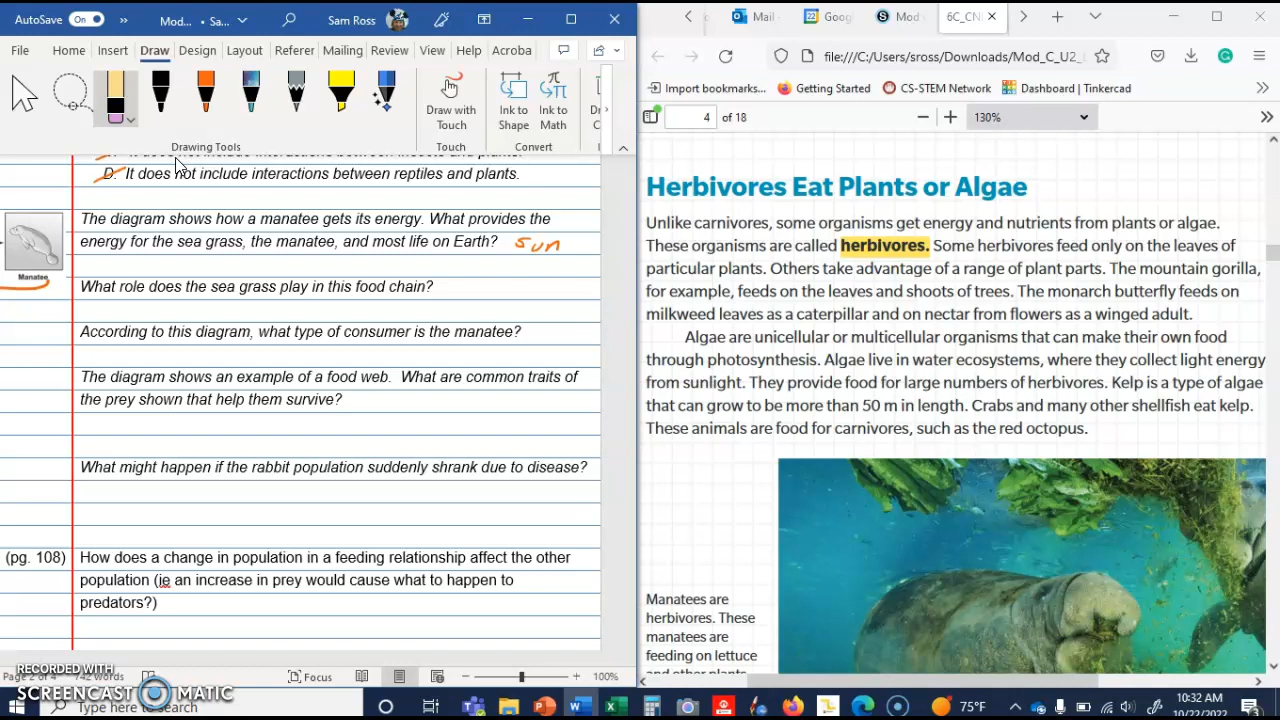 AutoSave On Mod... Sa... Sam Ross
File Home Insert Draw Design Layout Referer Mailing Review View Help Acroba
Draw with Touch
Ink to Shape
Ink to Math
Drawing Tools Touch Convert
D. It does not include interactions between reptiles and plants.
The diagram shows how a manatee gets its energy. What provides the
energy for the sea grass, the manatee, and most life on Earth? sun
Manatee
What role does the sea grass play in this food chain?
According to this diagram, what type of consumer is the manatee?
The diagram shows an example of a food web. What are common traits of
the prey shown that help them survive?
What might happen if the rabbit population suddenly shrank due to disease?
(pg. 108) How does a change in population in a feeding relationship affect the other
population (ie an increase in prey would cause what to happen to
predators?)
742 words Focus 100%
RECORDED WITH
SCREENCAST MATIC
Type here to search
Mail Goog Mod 6C_CN
file:///C:/Users/sross/Downloads/Mod_C_U2_
Import bookmarks... Getting Started CS-STEM Network Dashboard | Tinkercad
4 of 18 130%
Herbivores Eat Plants or Algae
Unlike carnivores, some organisms get energy and nutrients from plants or algae.
These organisms are called herbivores. Some herbivores feed only on the leaves of
particular plants. Others take advantage of a range of plant parts. The mountain gorilla,
for example, feeds on the leaves and shoots of trees. The monarch butterfly feeds on
milkweed leaves as a caterpillar and on nectar from flowers as a winged adult.
Algae are unicellular or multicellular organisms that can make their own food
through photosynthesis. Algae live in water ecosystems, where they collect light energy
from sunlight. They provide food for large numbers of herbivores. Kelp is a type of algae
that can grow to be more than 50 m in length. Crabs and many other shellfish eat kelp.
These animals are food for carnivores, such as the red octopus.
Manatees are
herbivores. These
manatees are
feeding on lettuce
and other plants
75°F 10:32 AM
10/22/2022